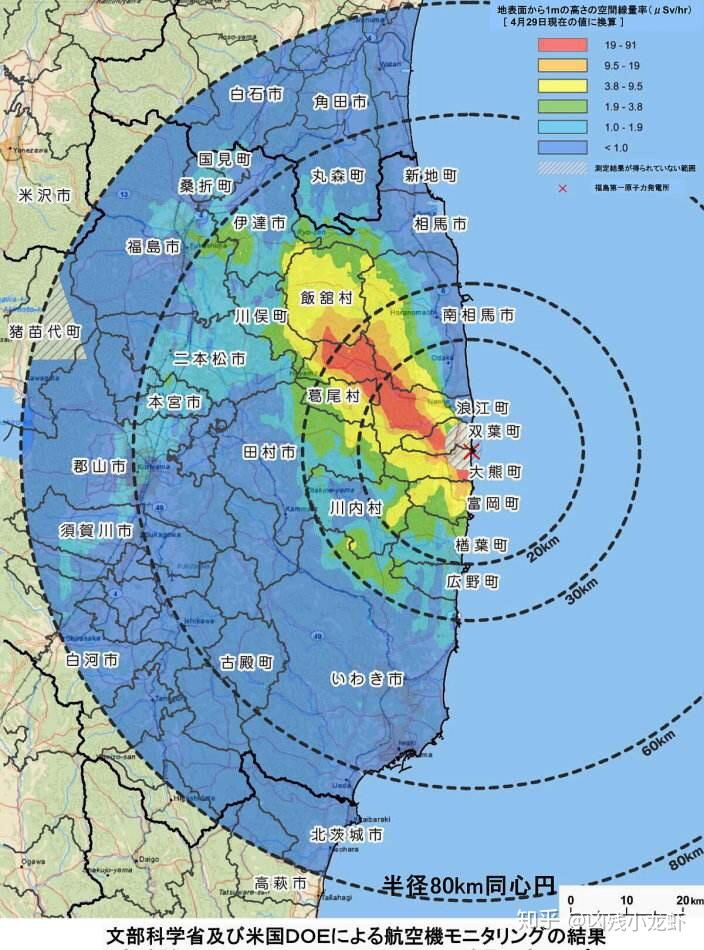 地表面から1mの高さの空間線量率(μSv/hr)
[ 4月29日現在の値に換算 ]
19 - 91
9.5 - 19
3.8 - 9.5
1.9 - 3.8
1.0 - 1.9
< 1.0
測定結果が得られていない範囲
福島第一原子力発電所
白石市
角田市
国見町
桑折町
丸森町
新地町
米沢市
Yonezawa
13
伊達市
相馬市
福島市
飯舘村
川俣町
南相馬市
猪苗代町
二本松市
葛尾村
本宮市
浪江町
双葉町
田村市
郡山市
大熊町
川内村
富岡町
49
須賀川市
楢葉町
20km
広野町
30km
4
49
白河市
古殿町
いわき市
60km
Iwaki
Ueda
北茨城市
80km
Ogawa
Daigo
高萩市
半径80km同心円
0 10 20km
知乎 @凶残小龙虾
文部科学省及び米国DOEによる航空機モニタリングの結果